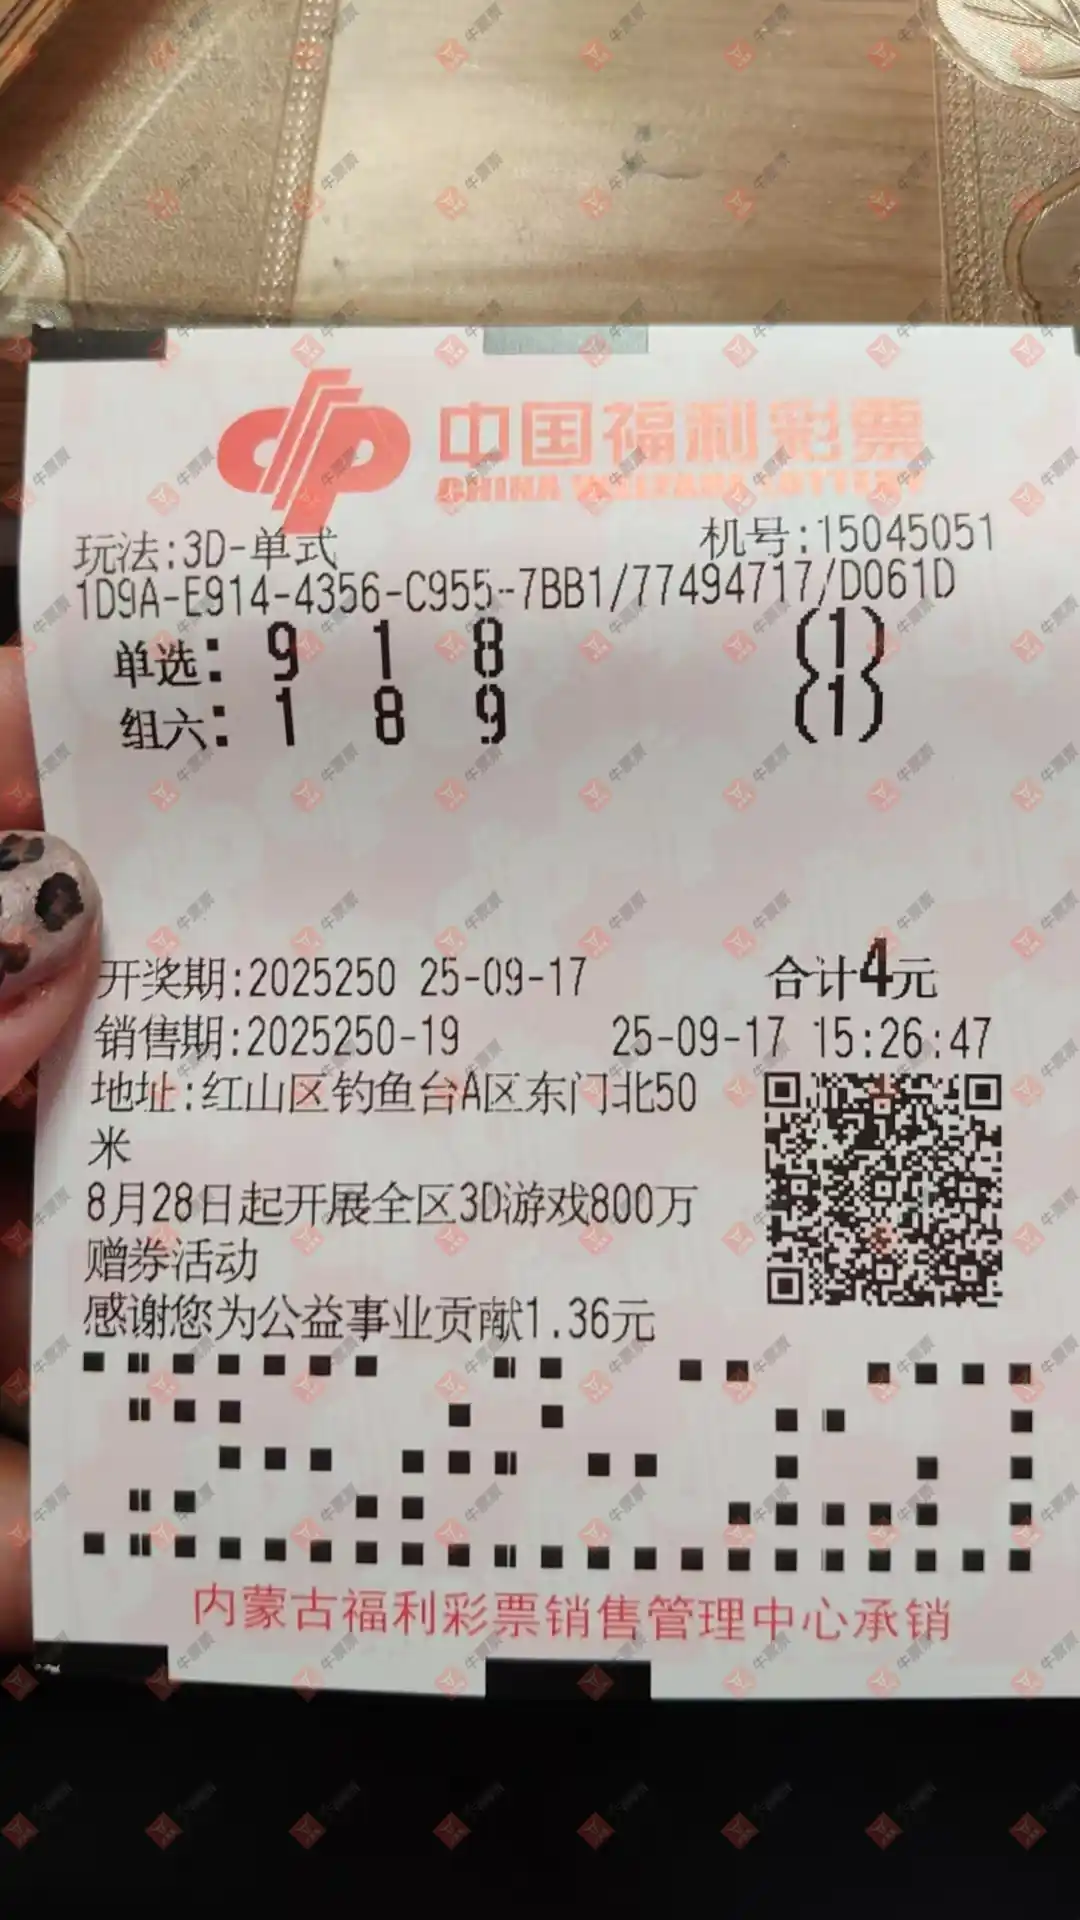 中国福利彩票
CHINA WELFARE LOTTERY
玩法:3D-单式 机号:15045051
1D9A-E914-4356-C955-7BB1/77494717/D061D
单选: 9 1 8 (1)
组六: 1 8 9 (1)
开奖期:2025250 25-09-17 合计4元
销售期:2025250-19 25-09-17 15:26:47
地址:红山区钓鱼台A区东门北50
米
8月28日起开展全区3D游戏800万
赠券活动
感谢您为公益事业贡献1.36元
内蒙古福利彩票销售管理中心承销
牛票票